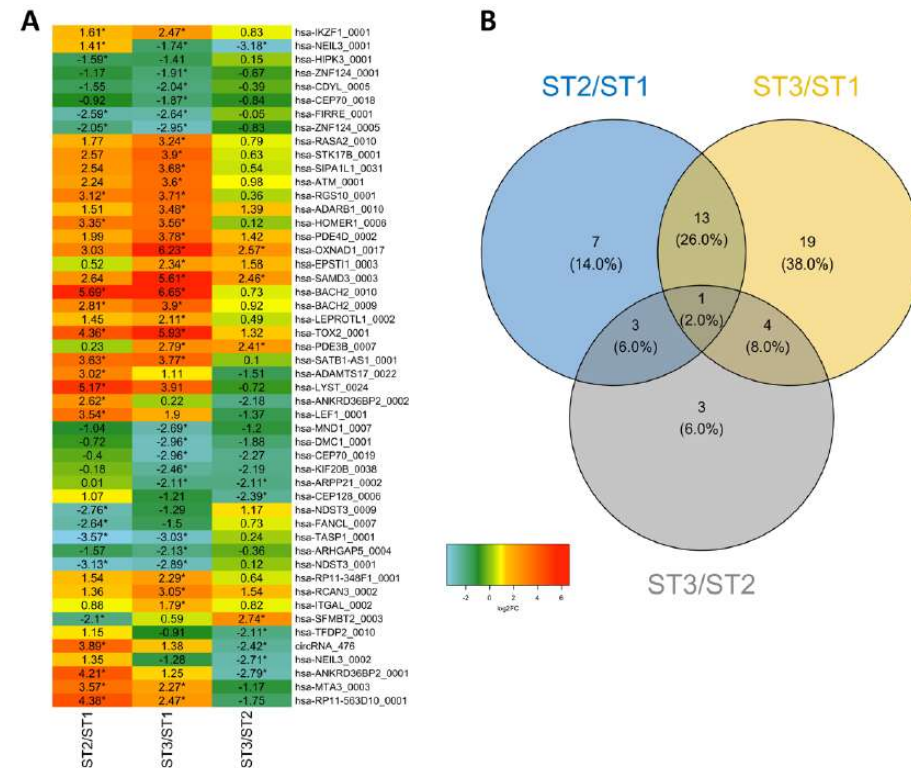 A
1.61* 2.47* 0.83 hsa-IKZF1_0001
1.41* -1.74* -3.18* hsa-NEIL3_0001
-1.59* -1.41 0.15 hsa-HIPK3_0001
-1.17 -1.91* -0.67 hsa-ZNF124_0001
-1.55 -2.04* -0.39 hsa-CDYL_0005
-0.92 -1.87* -0.84 hsa-CEP70_0018
-2.59* -2.64* -0.05 hsa-FIRRE_0001
-2.05* -2.95* -0.83 hsa-ZNF124_0005
1.77 3.24* 0.79 hsa-RASA2_0010
2.57 3.9* 0.63 hsa-STK17B_0001
2.54 3.68* 0.54 hsa-SIPA1L1_0031
2.24 3.6* 0.98 hsa-ATM_0001
3.12* 3.71* 0.36 hsa-RGS10_0001
1.51 3.48* 1.39 hsa-ADARB1_0010
3.35* 3.56* 0.12 hsa-HOMER1_0006
1.99 3.78* 1.42 hsa-PDE4D_0002
3.03 6.23* 2.57* hsa-OXNAD1_0017
0.52 2.34* 1.58 hsa-EPSTI1_0003
2.64 5.61* 2.46* hsa-SAMD3_0003
5.69* 6.65* 0.73 hsa-BACH2_0010
2.81* 3.9* 0.92 hsa-BACH2_0009
1.45 2.11* 0.49 hsa-LEPROTL1_0002
4.36* 5.93* 1.32 hsa-TOX2_0001
0.23 2.79* 2.41* hsa-PDE3B_0007
3.63* 3.77* 0.1 hsa-SATB1-AS1_0001
3.02* 1.11 -1.51 hsa-ADAMTS17_0022
5.17* 3.91 -0.72 hsa-LYST_0024
2.62* 0.22 -2.18 hsa-ANKRD36BP2_0002
3.54* 1.9 -1.37 hsa-LEF1_0001
-1.04 -2.69* -1.2 hsa-MND1_0007
-0.72 -2.96* -1.88 hsa-DMC1_0001
-0.4 -2.96* -2.27 hsa-CEP70_0019
-0.18 -2.46* -2.19 hsa-KIF20B_0038
0.01 -2.11* -2.11* hsa-ARPP21_0002
1.07 -1.21 -2.39* hsa-CEP128_0006
-2.76* -1.29 1.17 hsa-NDST3_0009
-2.64* -1.5 0.73 hsa-FANCL_0007
-3.57* -3.03* 0.24 hsa-TASP1_0001
-1.57 -2.13* -0.36 hsa-ARHGAP5_0004
-3.13* -2.89* 0.12 hsa-NDST3_0001
1.54 2.29* 0.64 hsa-RP11-348F1_0001
1.36 3.05* 1.54 hsa-RCAN3_0002
0.88 1.79* 0.82 hsa-ITGAL_0002
-2.1* 0.59 2.74* hsa-SFMBT2_0003
1.15 -0.91 -2.11* hsa-TFDP2_0010
3.89* 1.38 -2.42* circRNA_476
1.35 -1.28 -2.71* hsa-NEIL3_0002
4.21* 1.25 -2.79* hsa-ANKRD36BP2_0001
3.57* 2.27* -1.17 hsa-MTA3_0003
4.38* 2.47* -1.75 hsa-RP11-563D10_0001
ST2/ST1 ST3/ST1 ST3/ST2
-2 0 2 4 6
log2FC
B
ST2/ST1 ST3/ST1
7
(14.0%)
13
(26.0%)
19
(38.0%)
1
(2.0%)
3
(6.0%)
4
(8.0%)
3
(6.0%)
ST3/ST2